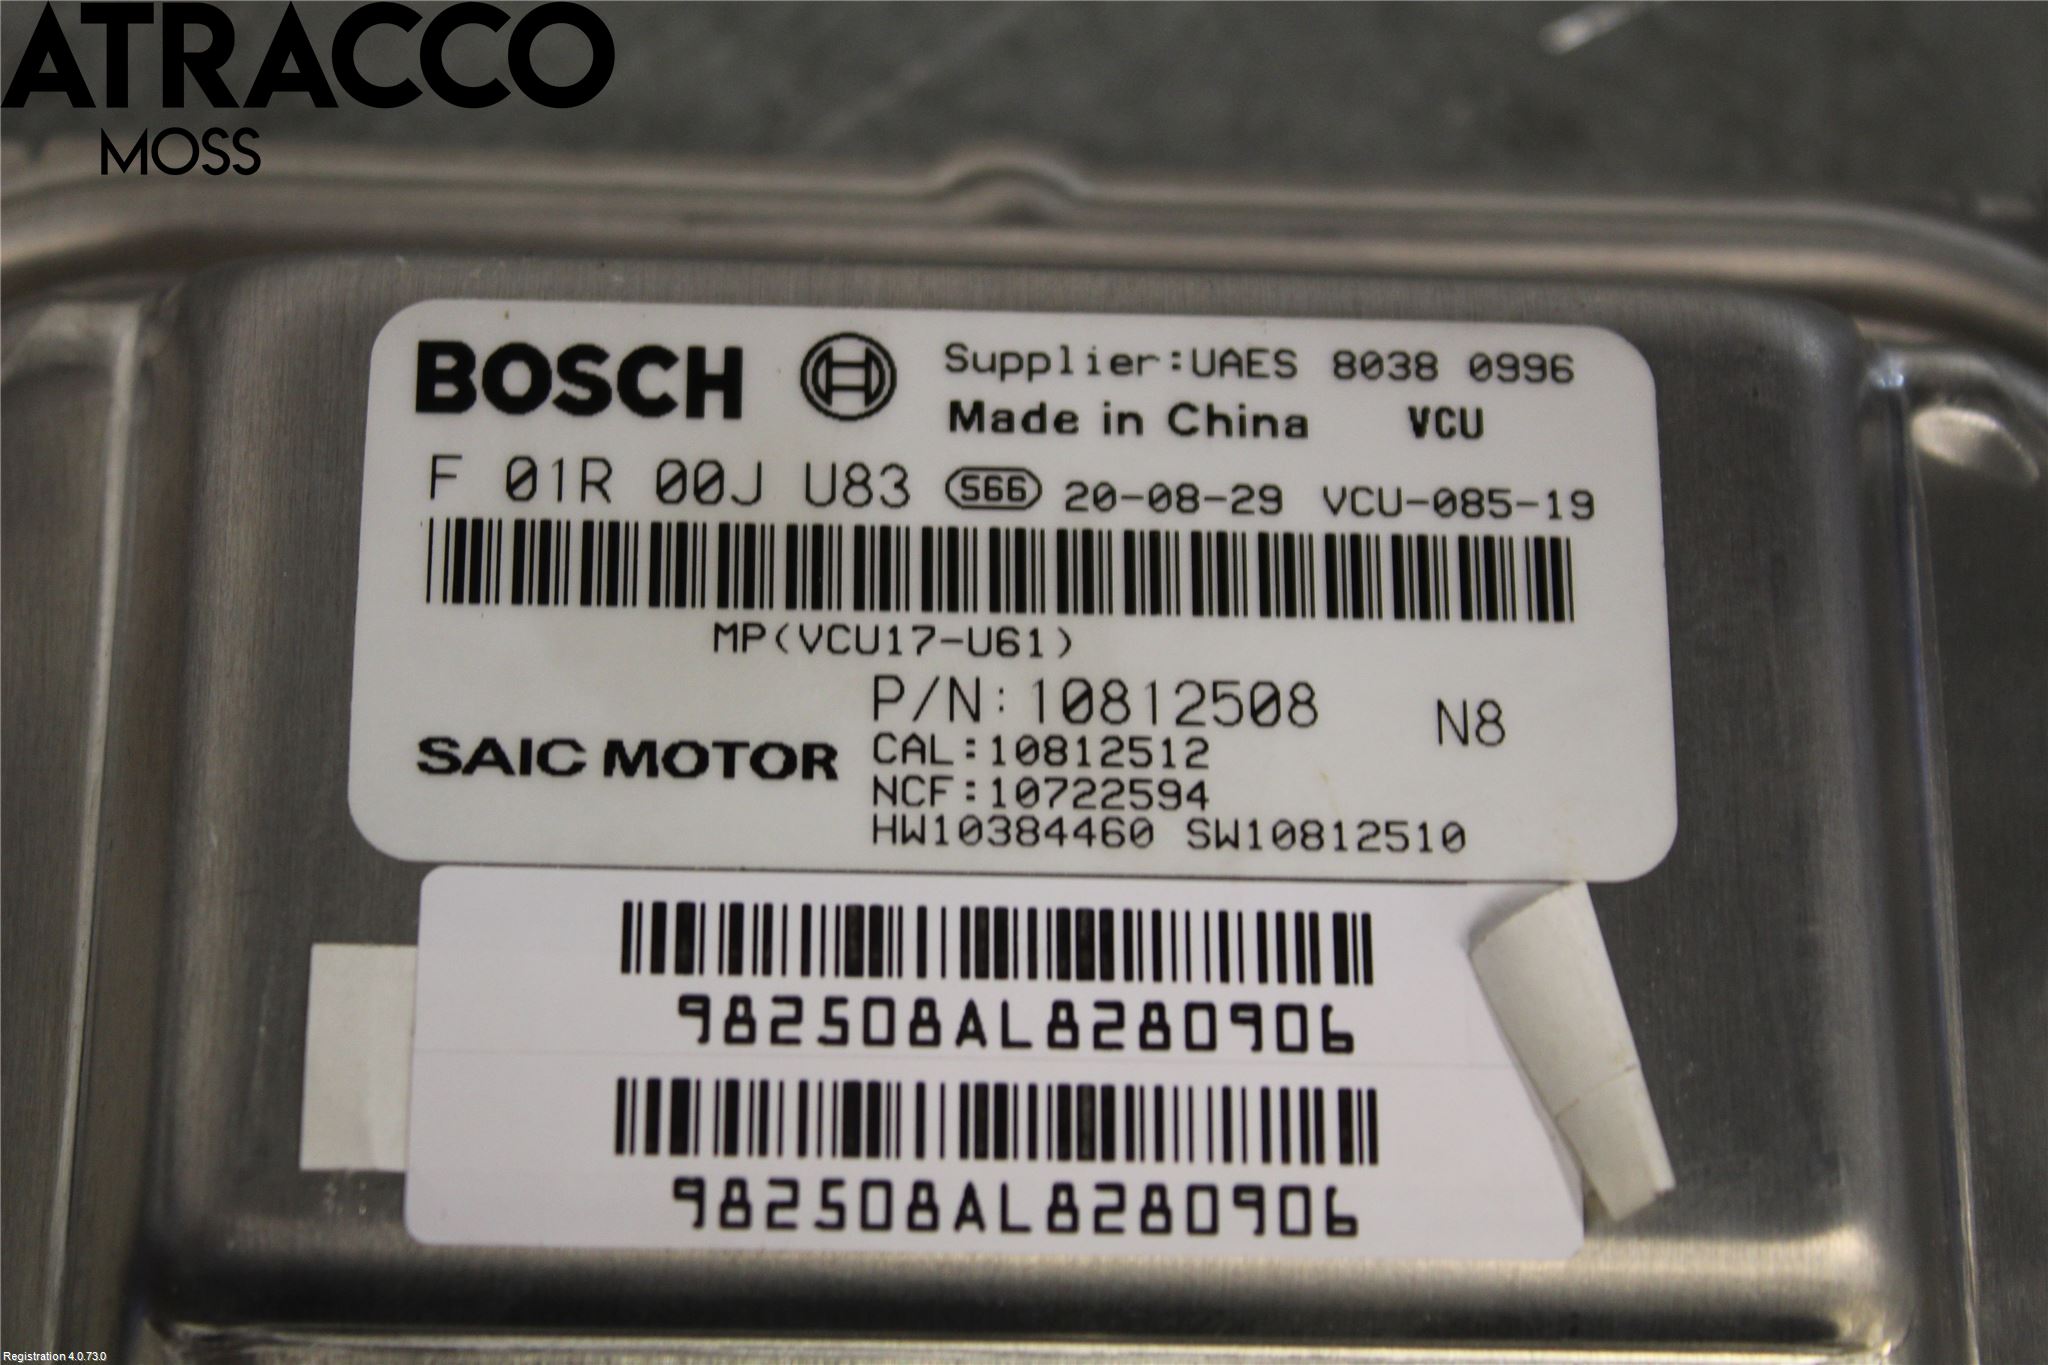 ATRACCO
MOSS
BOSCH
Supplier:UAES 8038 0996
Made in China VCU
F 01R 00J U83 S66 20-08-29 VCU-085-19
MP(VCU17-U61)
P/N:10812508 N8
SAIC MOTOR
CAL:10812512
NCF:10722594
HW10384460 SW10812510
982508AL8280906
982508AL8280906
Registration 4.0.73.0